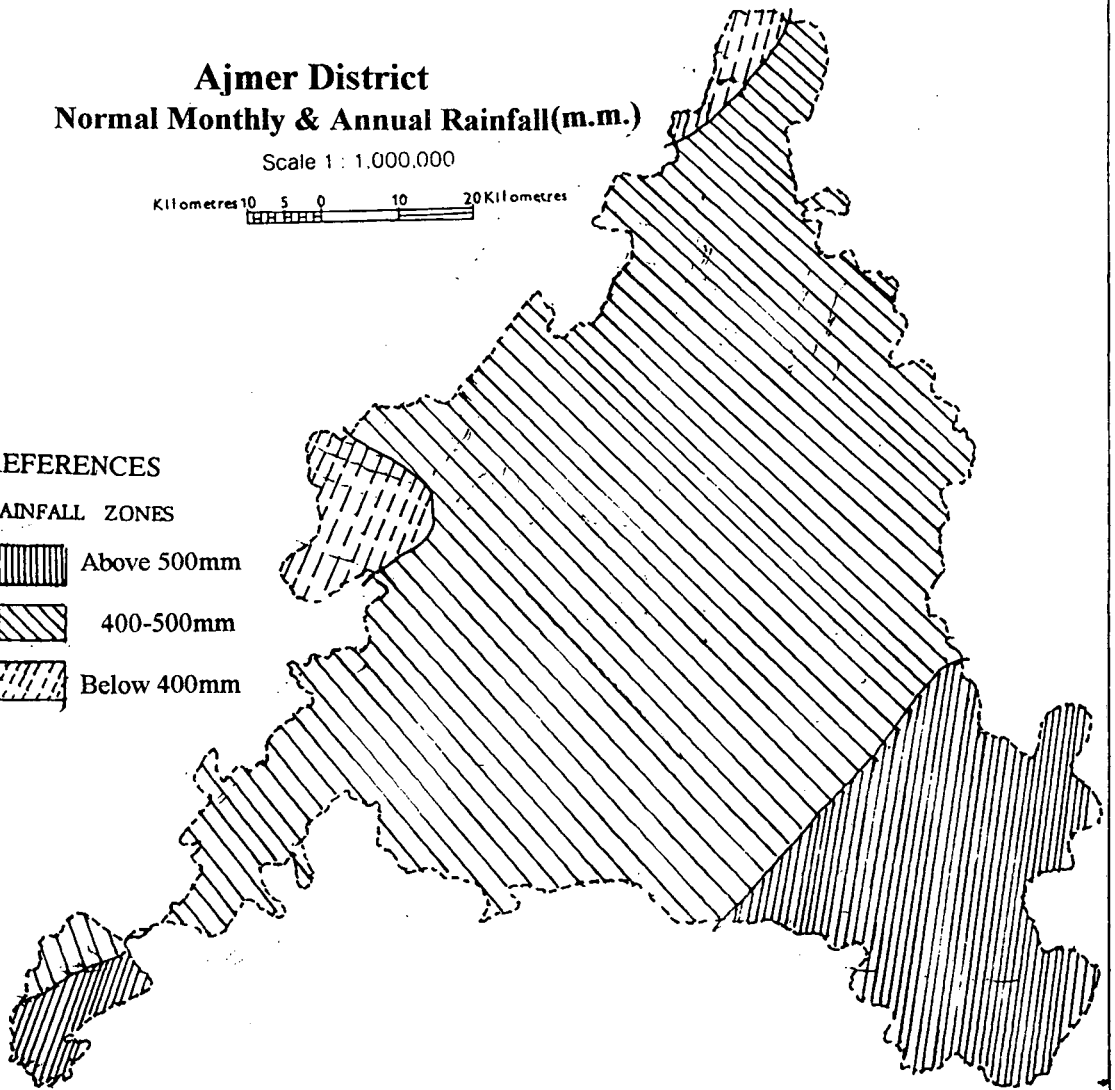 Ajmer District
Normal Monthly & Annual Rainfall(m.m.)
Scale 1 : 1,000,000
Kilometres 10 5 0 10 20 Kilometres
EFERENCES
AINFALL ZONES
Above 500mm
400-500mm
Below 400mm